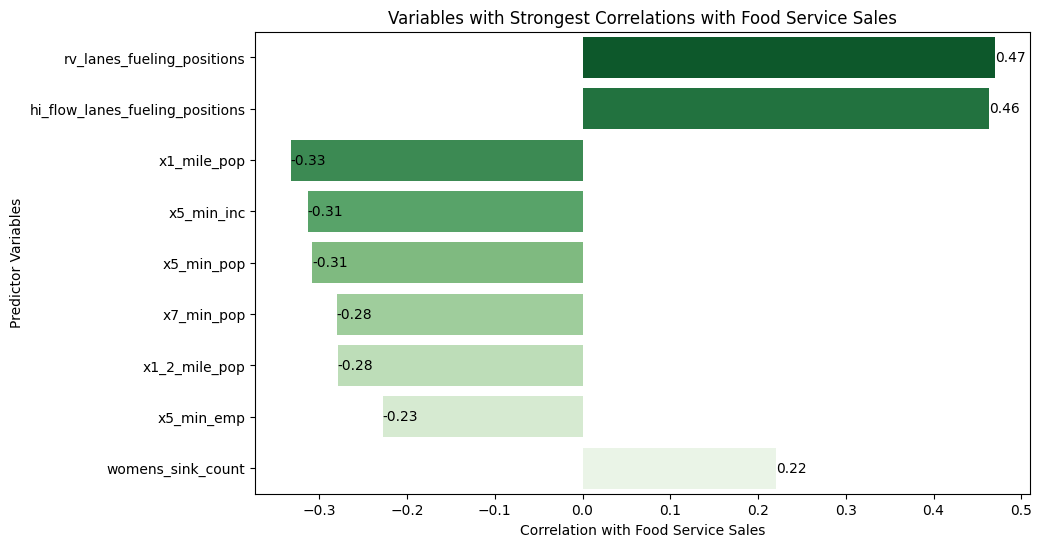 Variables with Strongest Correlations with Food Service Sales
Predictor Variables
rv_lanes_fueling_positions
0.47
hi_flow_lanes_fueling_positions
0.46
x1_mile_pop
-0.33
x5_min_inc
-0.31
x5_min_pop
-0.31
x7_min_pop
-0.28
x1_2_mile_pop
-0.28
x5_min_emp
-0.23
womens_sink_count
0.22
−0.3 −0.2 −0.1 0.0 0.1 0.2 0.3 0.4 0.5
Correlation with Food Service Sales